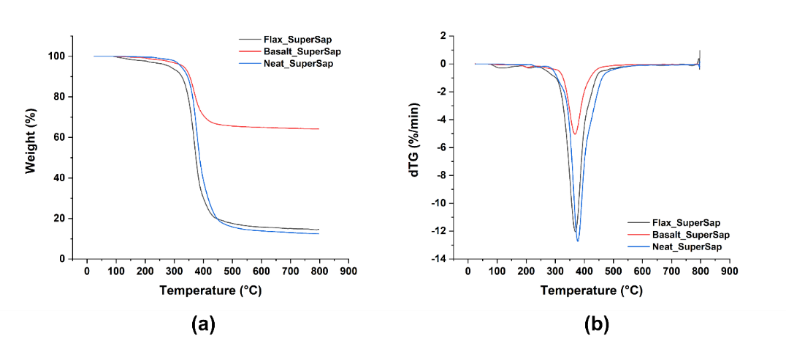 Flax_SuperSap
Basalt_SuperSap
Neat_SuperSap
100
80
60
40
20
0
Weight (%)
0 100 200 300 400 500 600 700 800 900
Temperature (°C)
(a)
2
0
-2
-4
-6
-8
-10
-12
-14
dTG (%/min)
Flax_SuperSap
Basalt_SuperSap
Neat_SuperSap
0 100 200 300 400 500 600 700 800 900
Temperature (°C)
(b)